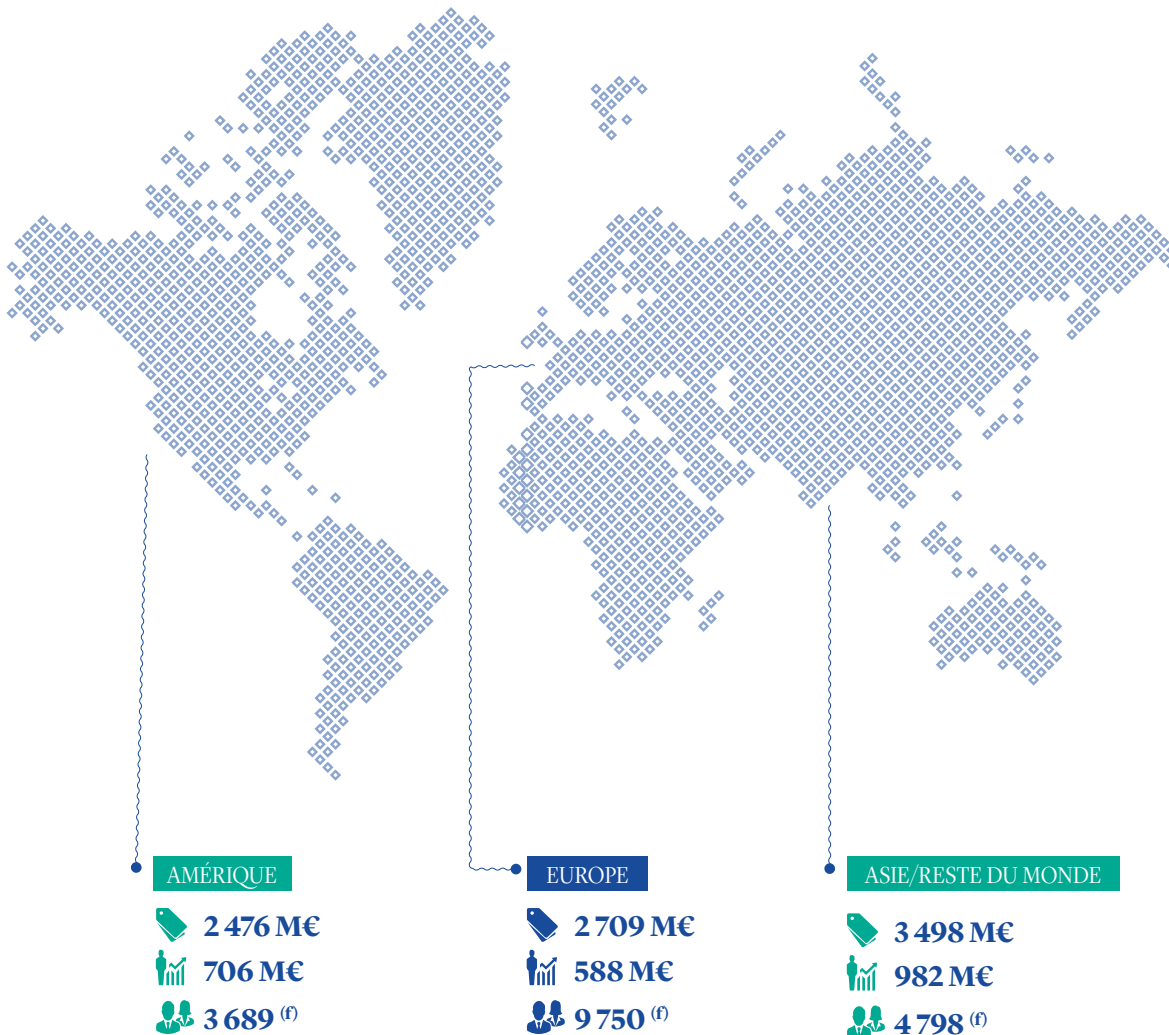 AMÉRIQUE
2 476 M€
706 M€
3 689 (f)
EUROPE
2 709 M€
588 M€
9 750 (f)
ASIE/RESTE DU MONDE
3 498 M€
982 M€
4 798 (f)